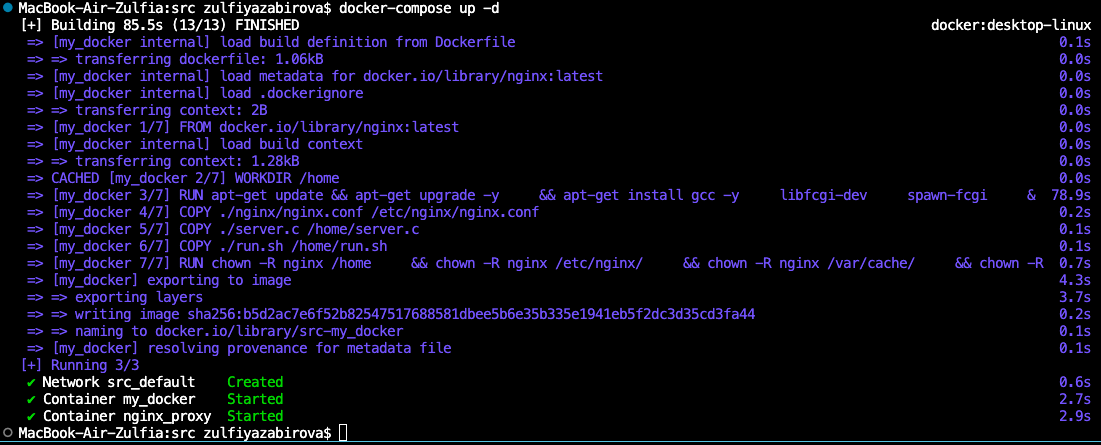 MacBook-Air-Zulfia:src zulfiyazabirova$ docker-compose up -d
[+] Building 85.5s (13/13) FINISHED docker:desktop-linux
=> [my_docker internal] load build definition from Dockerfile 0.1s
=> => transferring dockerfile: 1.06kB 0.0s
=> [my_docker internal] load metadata for docker.io/library/nginx:latest 0.0s
=> [my_docker internal] load .dockerignore 0.0s
=> => transferring context: 2B 0.0s
=> [my_docker 1/7] FROM docker.io/library/nginx:latest 0.0s
=> [my_docker internal] load build context 0.0s
=> => transferring context: 1.28kB 0.0s
=> CACHED [my_docker 2/7] WORKDIR /home 0.0s
=> [my_docker 3/7] RUN apt-get update && apt-get upgrade -y && apt-get install gcc -y libfcgi-dev spawn-fcgi & 78.9s
=> [my_docker 4/7] COPY ./nginx/nginx.conf /etc/nginx/nginx.conf 0.2s
=> [my_docker 5/7] COPY ./server.c /home/server.c 0.1s
=> [my_docker 6/7] COPY ./run.sh /home/run.sh 0.1s
=> [my_docker 7/7] RUN chown -R nginx /home && chown -R nginx /etc/nginx/ && chown -R nginx /var/cache/ && chown -R 0.7s
=> [my_docker] exporting to image 4.3s
=> => exporting layers 3.7s
=> => writing image sha256:b5d2ac7e6f52b82547517688581dbee5b6e35b335e1941eb5f2dc3d35cd3fa44 0.2s
=> => naming to docker.io/library/src-my_docker 0.1s
=> [my_docker] resolving provenance for metadata file 0.1s
[+] Running 3/3
✔ Network src_default Created 0.6s
✔ Container my_docker Started 2.7s
✔ Container nginx_proxy Started 2.9s
MacBook-Air-Zulfia:src zulfiyazabirova$